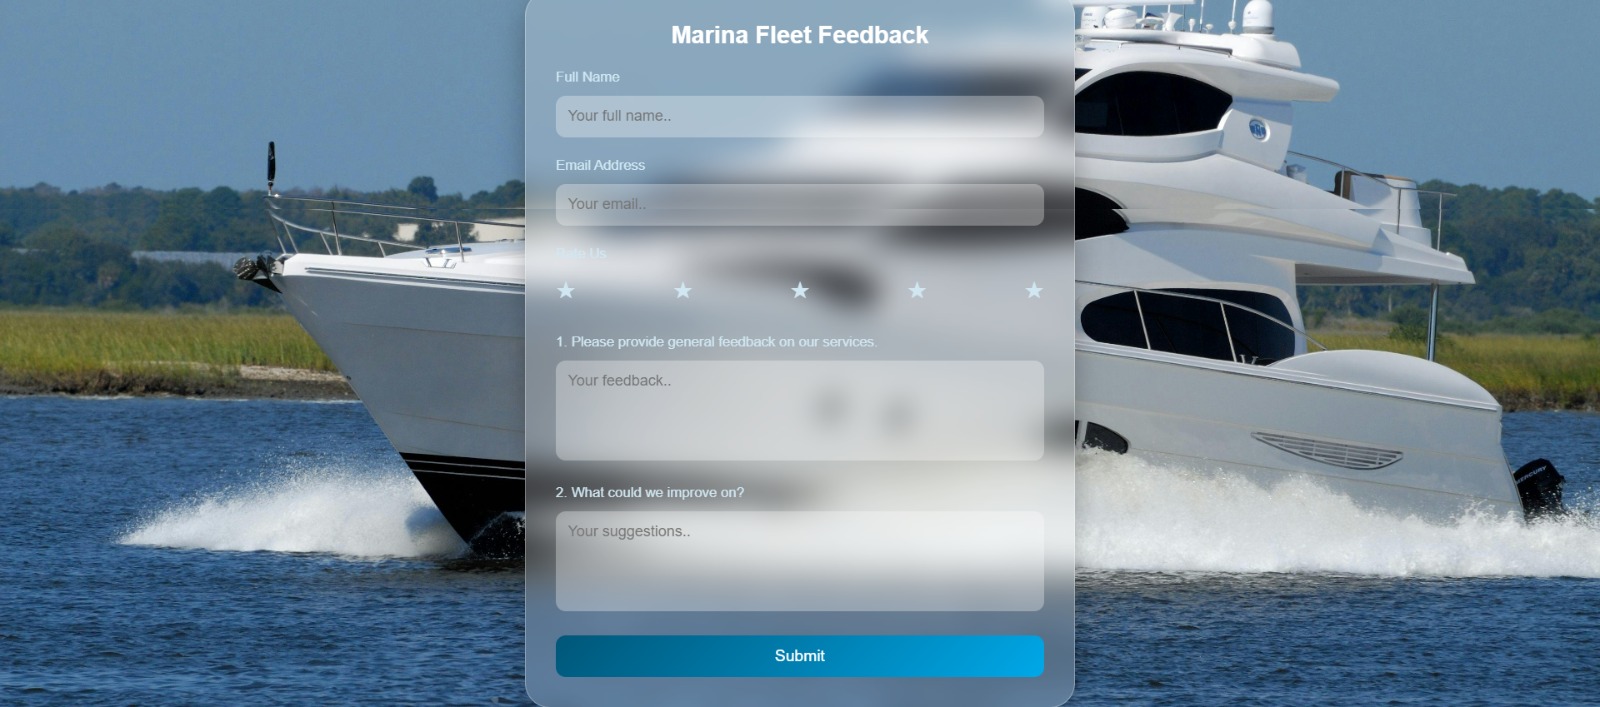 Marina Fleet Feedback
Full Name
Your full name..
Email Address
Your email..
Rate Us
1. Please provide general feedback on our services.
Your feedback..
2. What could we improve on?
Your suggestions..
Submit
MERCURY